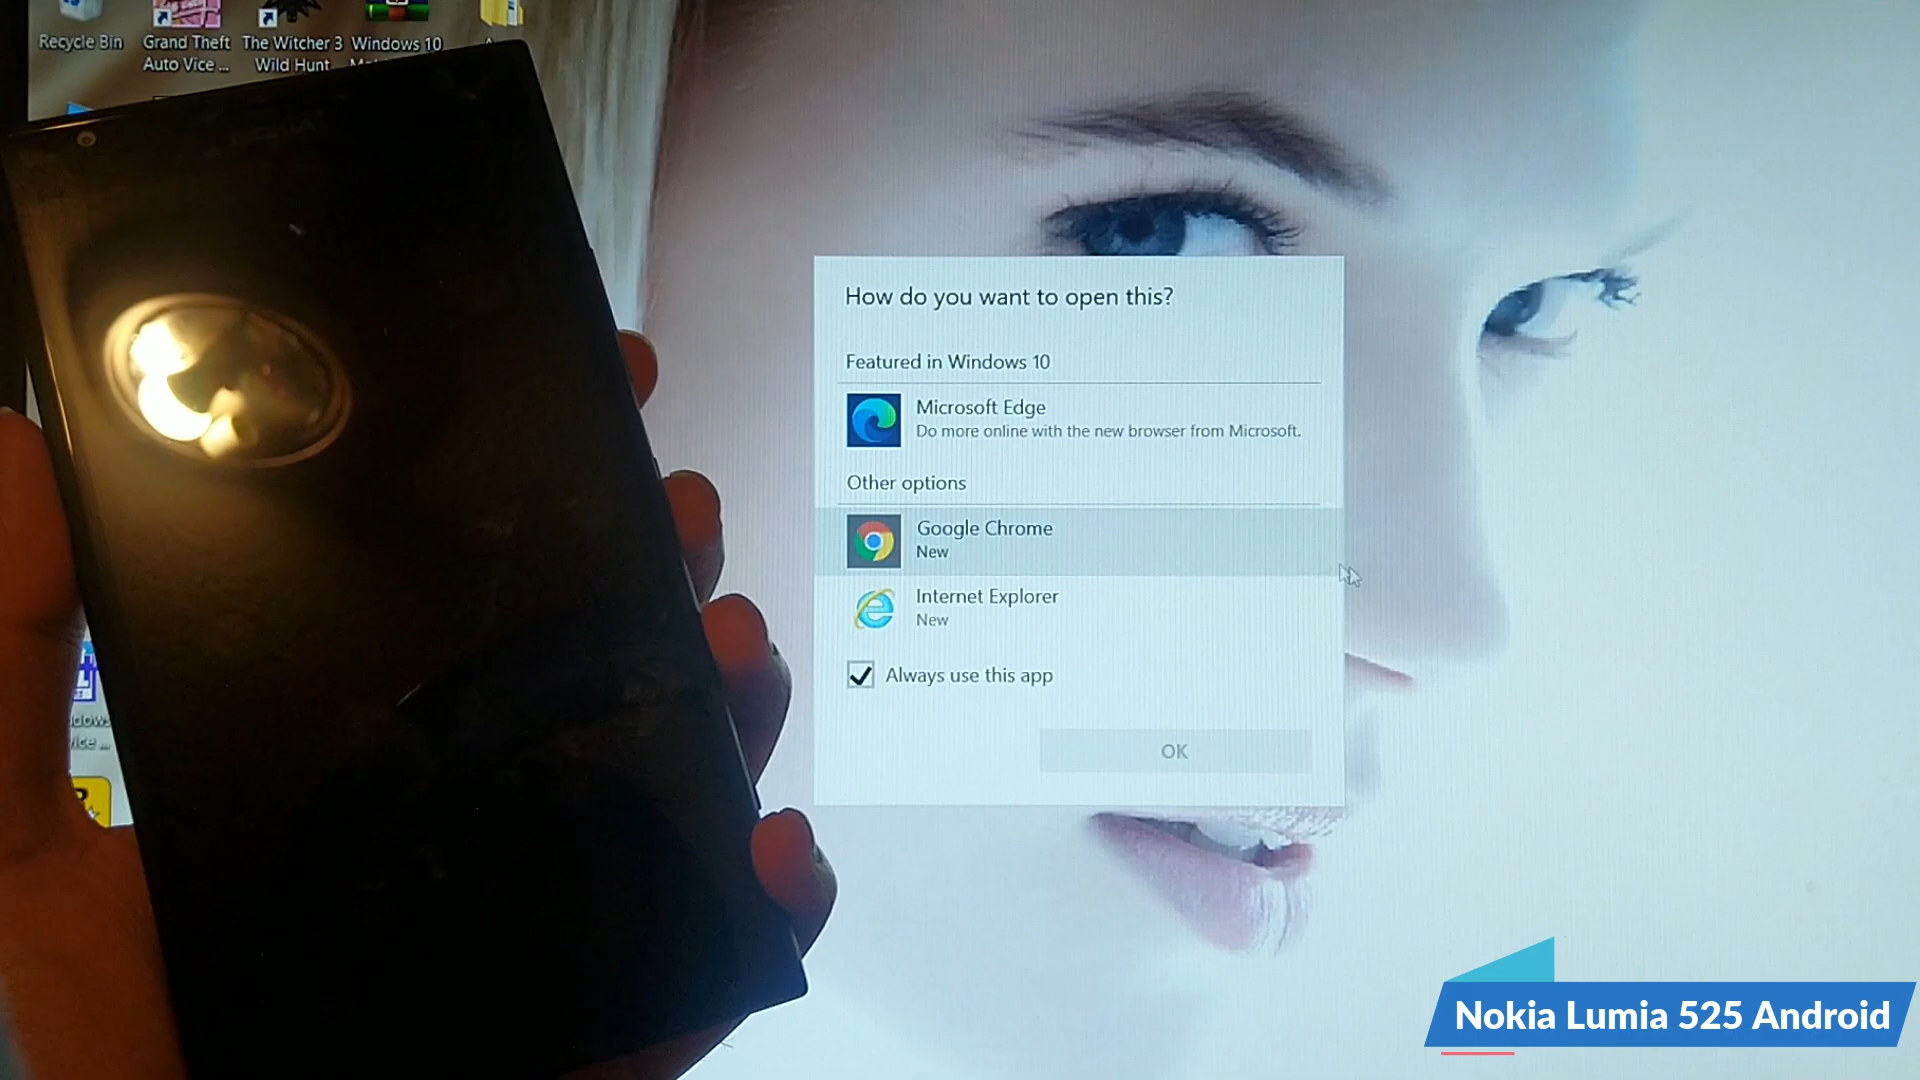 Recycle Bin
Grand Theft
Auto Vice ...
The Witcher 3
Wild Hunt
Windows 10
How do you want to open this?
Featured in Windows 10
Microsoft Edge
Do more online with the new browser from Microsoft.
Other options
Google Chrome
New
Internet Explorer
New
Always use this app
OK
Nokia Lumia 525 Android